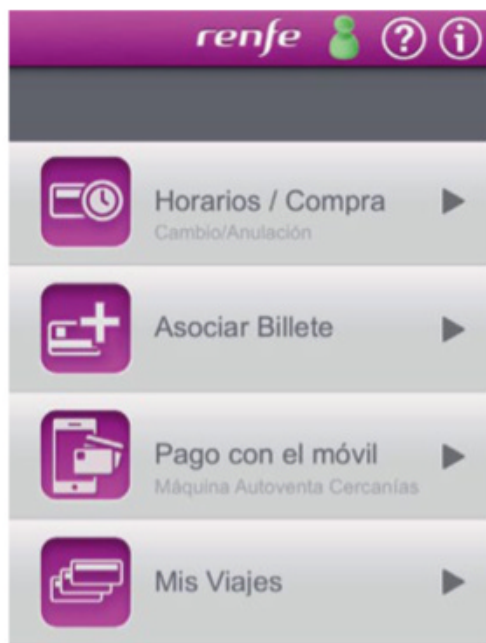 renfe ? i
Horarios / Compra
Cambio/Anulación
Asociar Billete
Pago con el móvil
Máquina Autoventa Cercanías
Mis Viajes